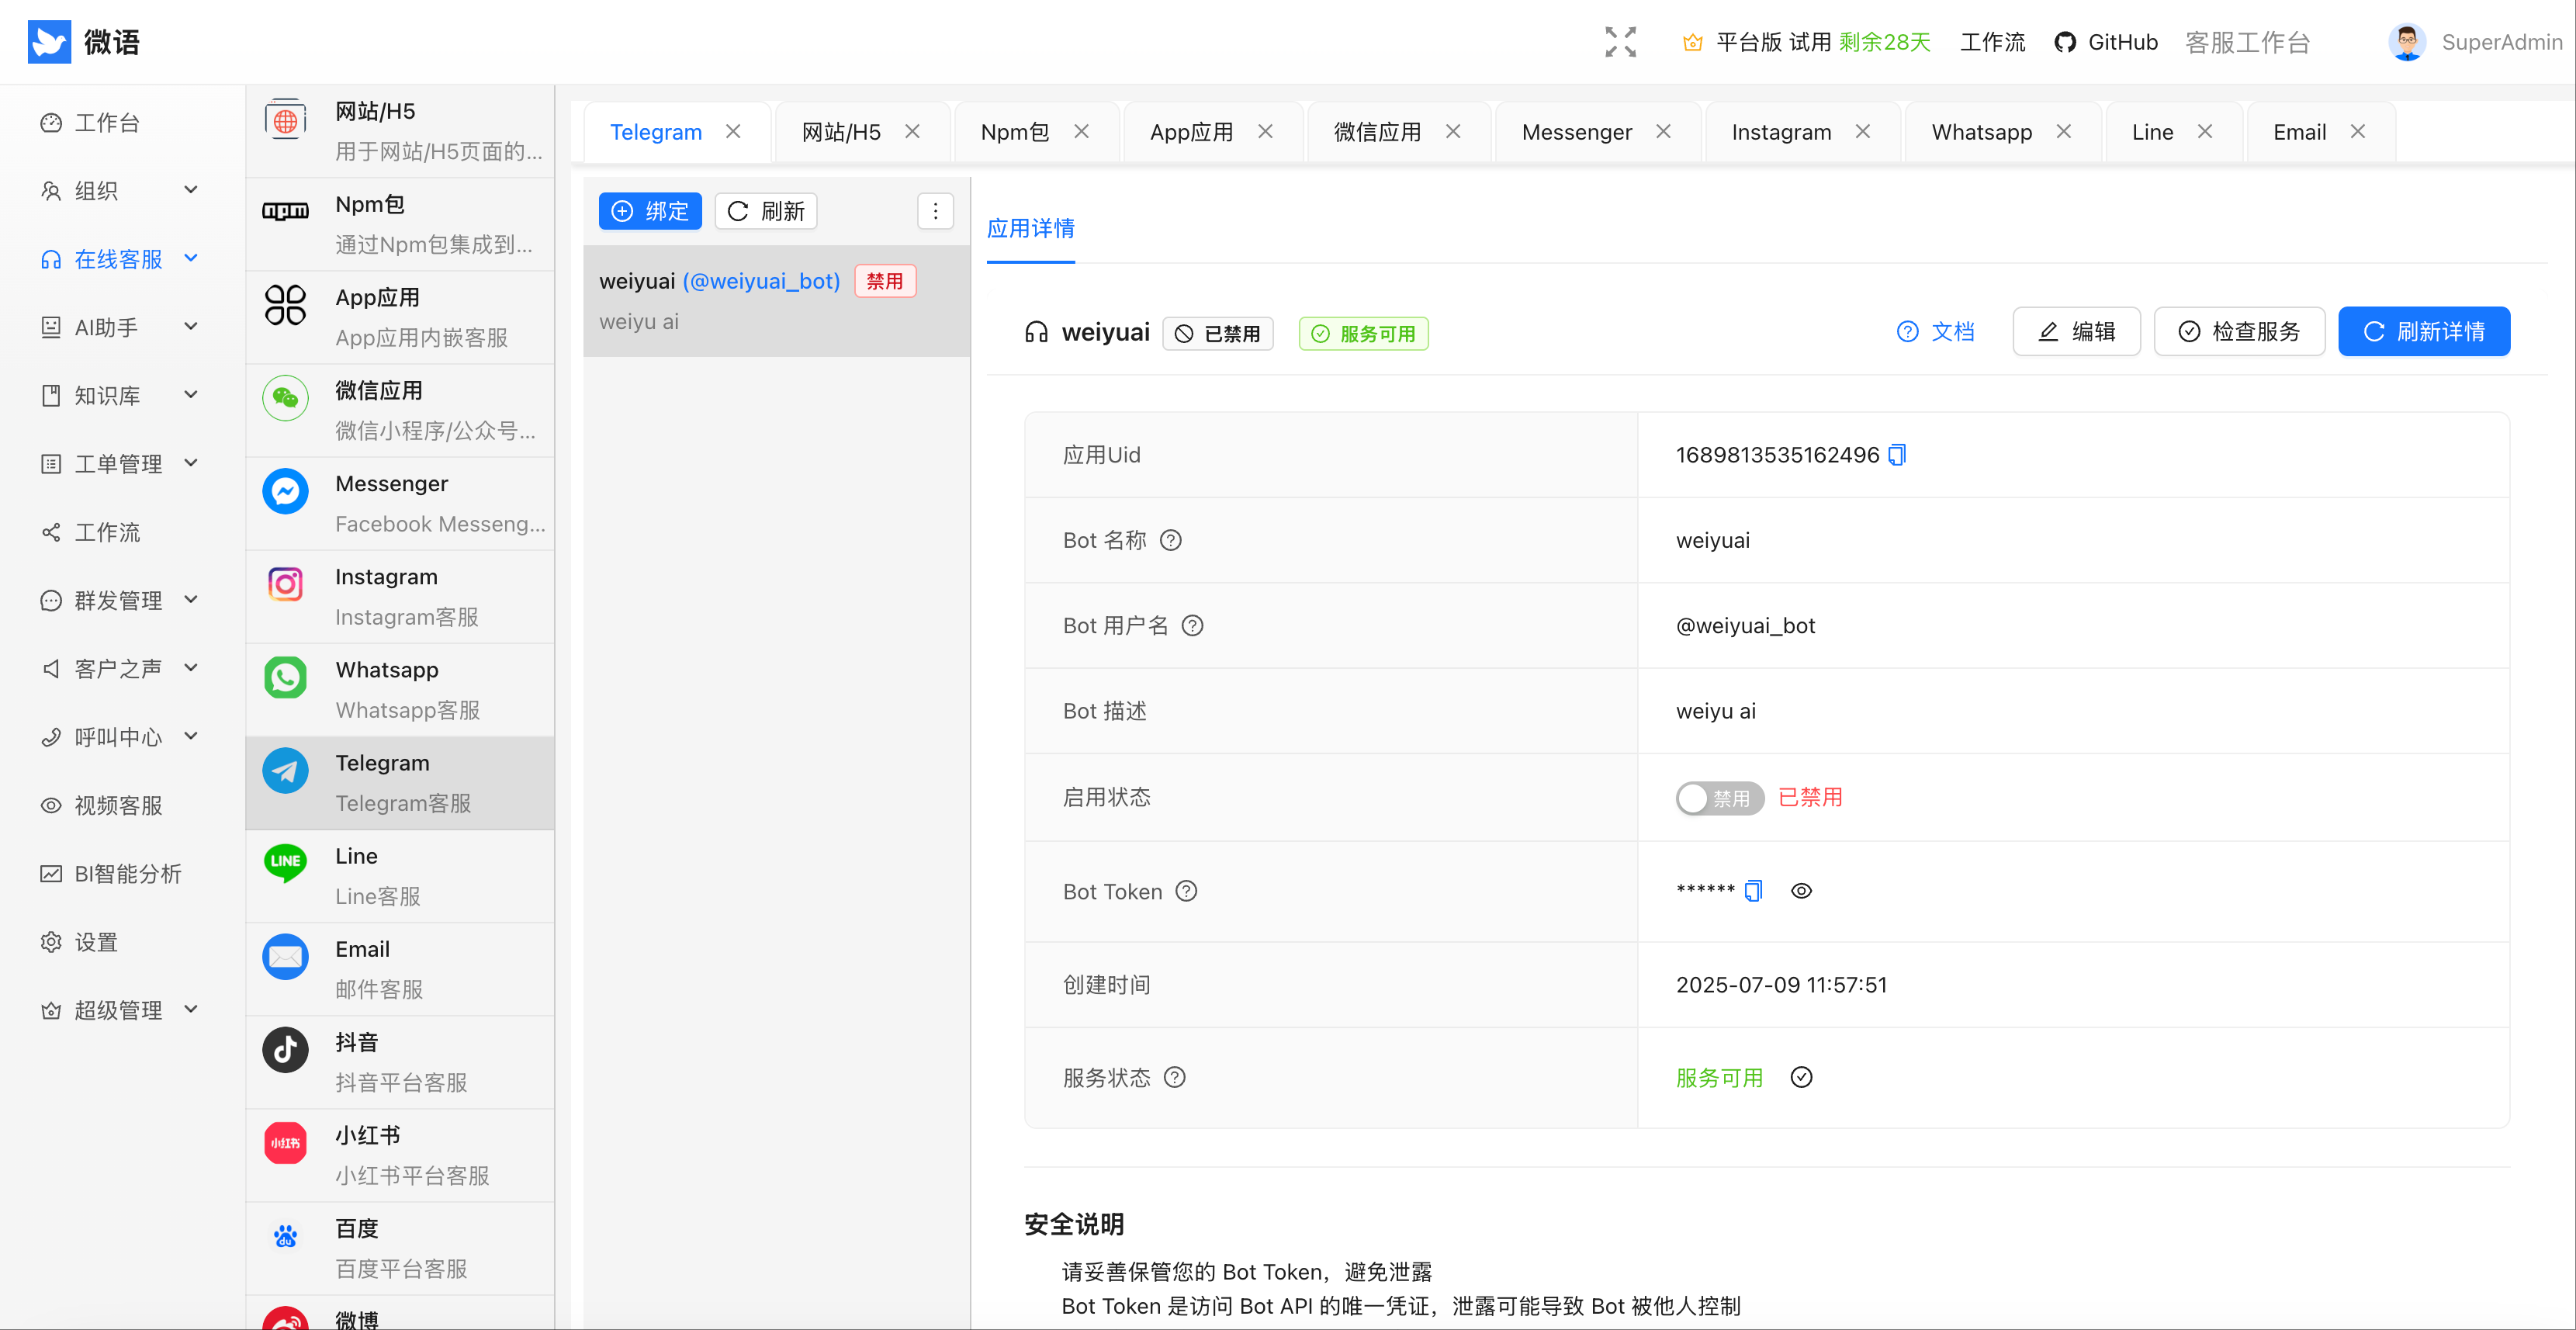 微语
平台版 试用 剩余28天
工作流
GitHub
客服工作台
SuperAdmin
工作台
组织
在线客服
AI助手
知识库
工单管理
工作流
群发管理
客户之声
呼叫中心
视频客服
BI智能分析
设置
超级管理
网站/H5
用于网站/H5页面的...
npm
Npm包
通过Npm包集成到...
App应用
App应用内嵌客服
微信应用
微信小程序/公众号...
Messenger
Facebook Messeng...
Instagram
Instagram客服
Whatsapp
Whatsapp客服
Telegram
Telegram客服
LINE
Line
Line客服
Email
邮件客服
抖音
抖音平台客服
小红书
小红书
小红书平台客服
du
百度
百度平台客服
微博
Telegram
网站/H5
Npm包
App应用
微信应用
Messenger
Instagram
Whatsapp
Line
Email
绑定
刷新
weiyuai (@weiyuai_bot) 禁用
weiyu ai
应用详情
weiyuai 已禁用 服务可用
文档
编辑
检查服务
刷新详情
应用Uid
1689813535162496
Bot 名称
weiyuai
Bot 用户名
@weiyuai_bot
Bot 描述
weiyu ai
启用状态
禁用 已禁用
Bot Token
******
创建时间
2025-07-09 11:57:51
服务状态
服务可用
安全说明
请妥善保管您的 Bot Token，避免泄露
Bot Token 是访问 Bot API 的唯一凭证，泄露可能导致 Bot 被他人控制